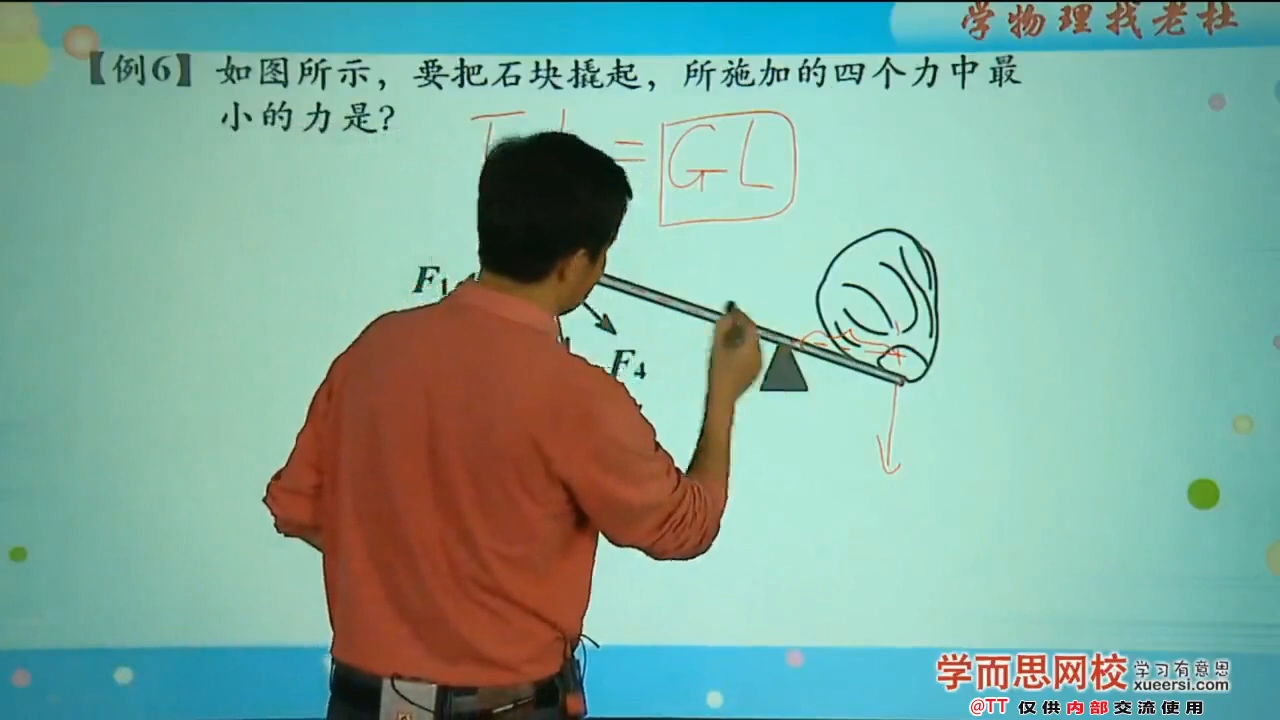 学物理找老杜
【例6】如图所示，要把石块撬起，所施加的四个力中最
小的力是？
= GL
F₁
F₄
学而思网校 学习有意思
xueersi.com
@TT 仅供内部交流使用